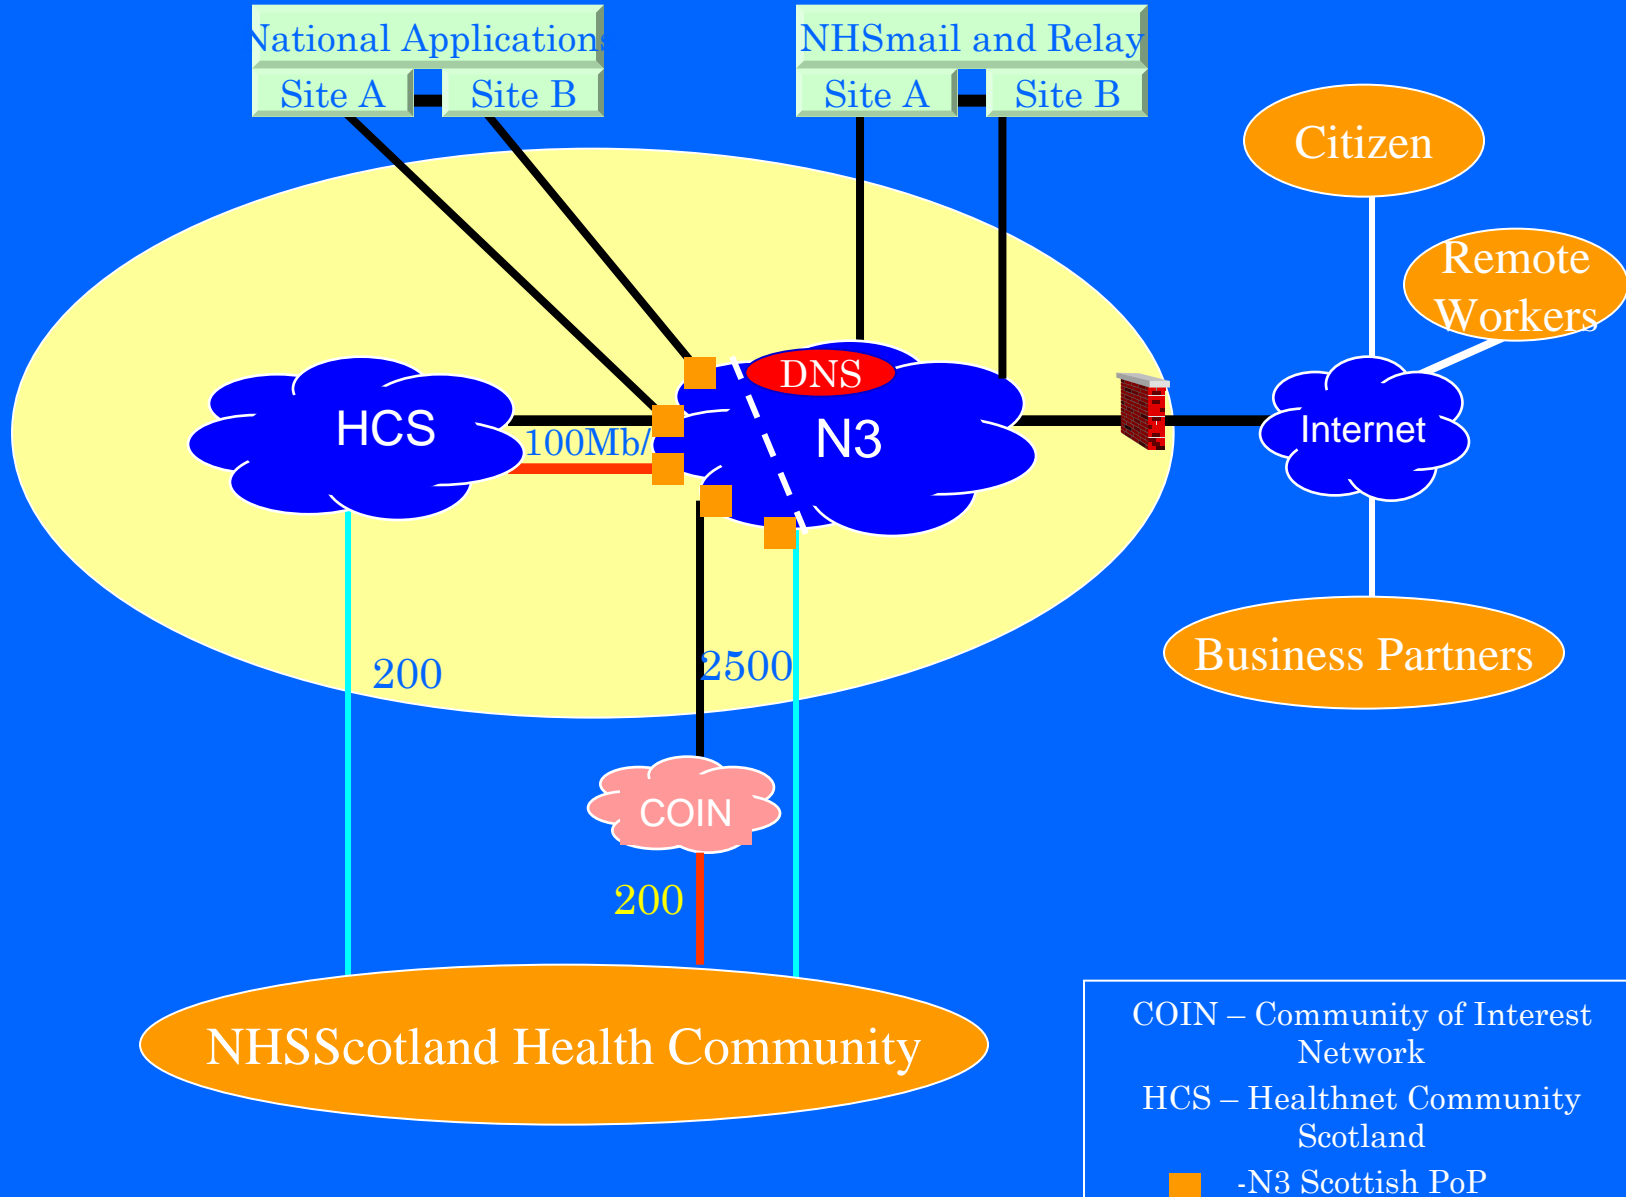 National Applications
Site A
Site B
NHSmail and Relay
Site A
Site B
Citizen
Remote
Workers
DNS
HCS
100Mb/
N3
Internet
200
2500
Business Partners
COIN
200
NHSScotland Health Community
COIN – Community of Interest
Network
HCS – Healthnet Community
Scotland
-N3 Scottish PoP